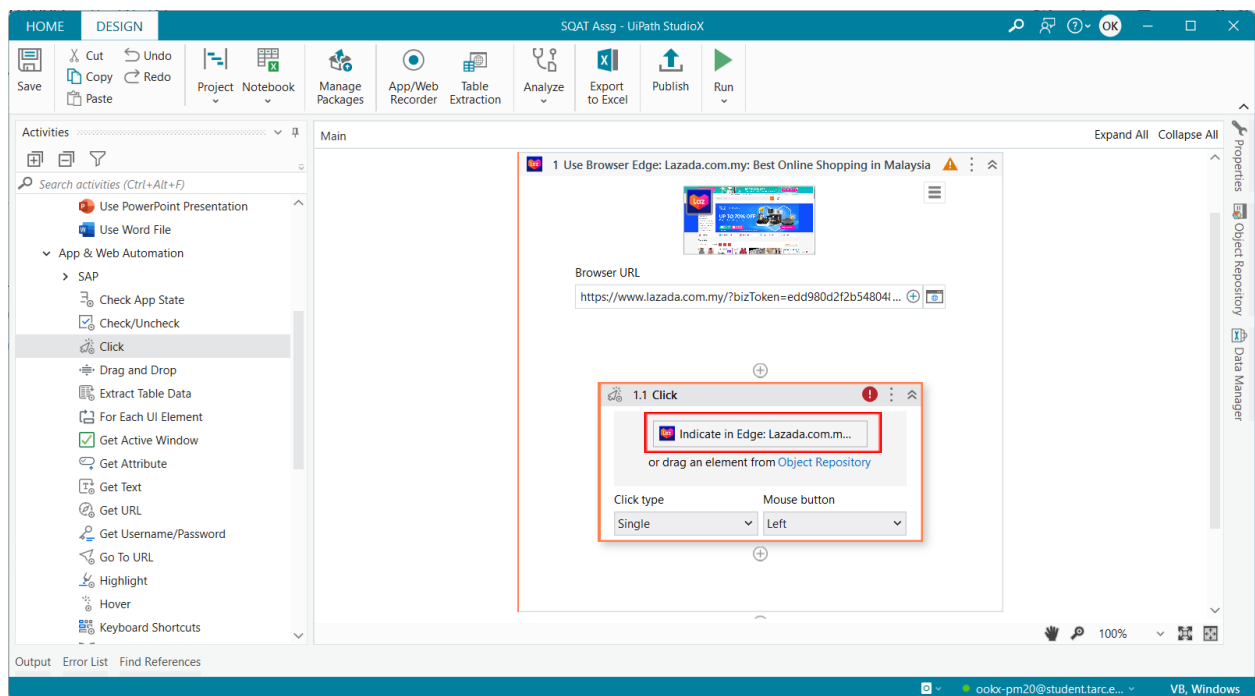 HOME DESIGN SQAT Assg - UiPath StudioX OK
Save Cut Copy Paste Undo Redo Project Notebook Manage Packages App/Web Recorder Table Extraction Analyze Export to Excel Publish Run
Activities
Main
Expand All Collapse All
Search activities (Ctrl+Alt+F)
Use PowerPoint Presentation
Use Word File
App & Web Automation
SAP
Check App State
Check/Uncheck
Click
Drag and Drop
Extract Table Data
For Each UI Element
Get Active Window
Get Attribute
Get Text
Get URL
Get Username/Password
Go To URL
Highlight
Hover
Keyboard Shortcuts
1 Use Browser Edge: Lazada.com.my: Best Online Shopping in Malaysia
Laz
UP TO 70% OFF
Browser URL
https://www.lazada.com.my/?bizToken=edd980d2f2b54804...
1.1 Click
Indicate in Edge: Lazada.com.m...
or drag an element from Object Repository
Click type Mouse button
Single Left
Properties
Object Repository
Data Manager
100%
Output Error List Find References
ookx-pm20@student.tarc.e... VB, Windows